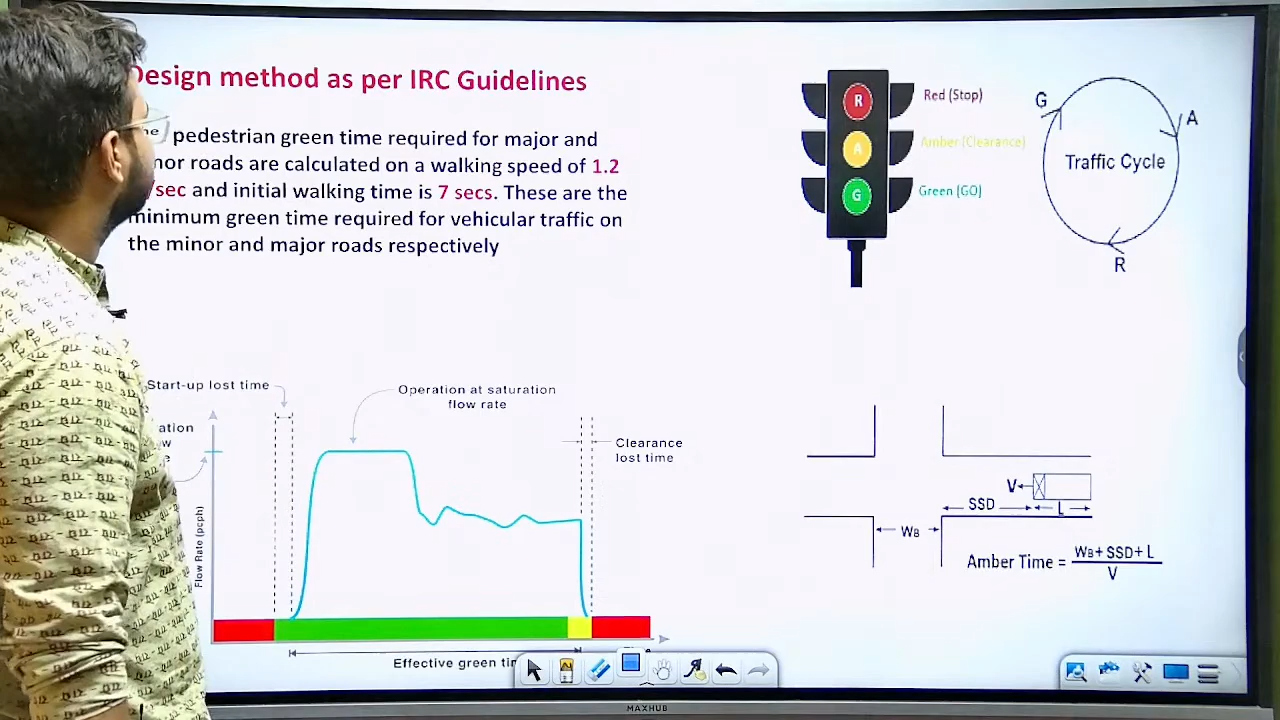 Design method as per IRC Guidelines
he pedestrian green time required for major and
nor roads are calculated on a walking speed of 1.2
/sec and initial walking time is 7 secs. These are the
minimum green time required for vehicular traffic on
the minor and major roads respectively
R
A
G
Red (Stop)
Amber (Clearance)
Green (GO)
G
A
Traffic Cycle
R
Start-up lost time
Operation at saturation
flow rate
ation
w
e
Clearance
lost time
Flow Rate (pcph)
Effective green tim
V
SSD
L
WB
Amber Time = WB + SSD + L
V
MAXHUB